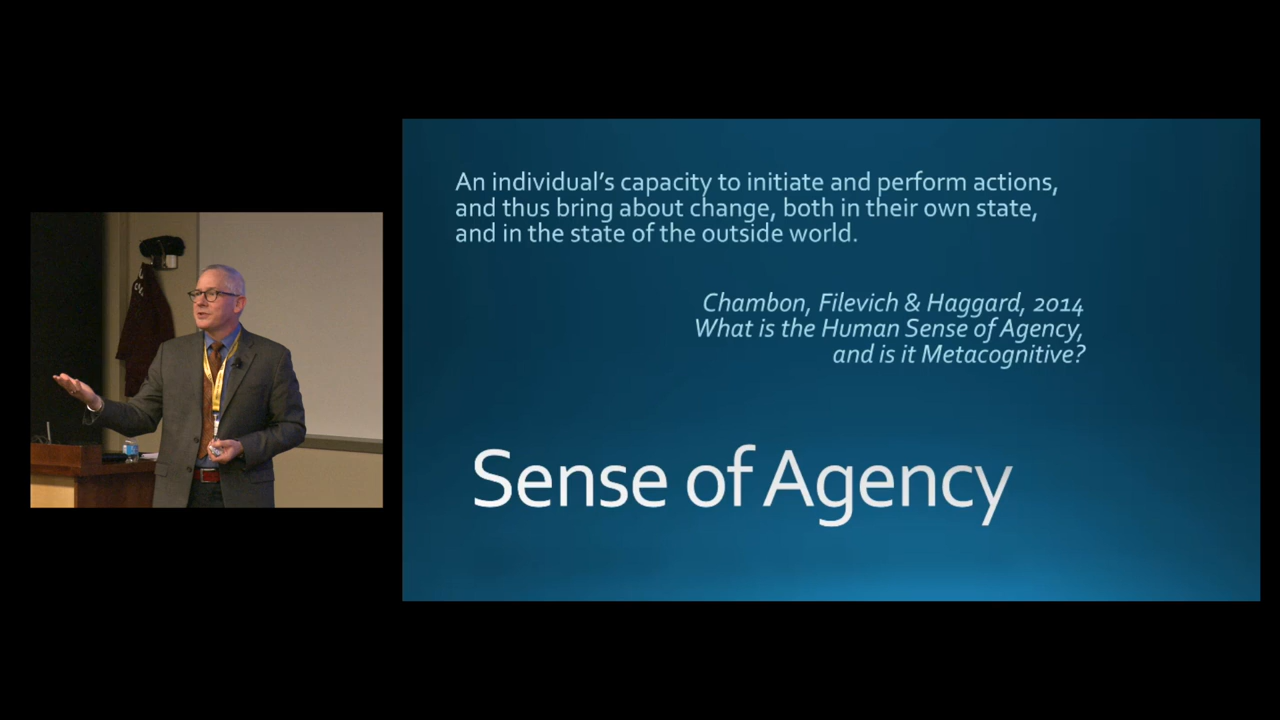 An individual’s capacity to initiate and perform actions,
and thus bring about change, both in their own state,
and in the state of the outside world.
Chambon, Filevich & Haggard, 2014
What is the Human Sense of Agency,
and is it Metacognitive?
Sense of Agency